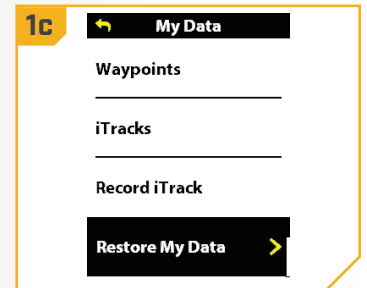 1c
My Data
Waypoints
iTracks
Record iTrack
Restore My Data